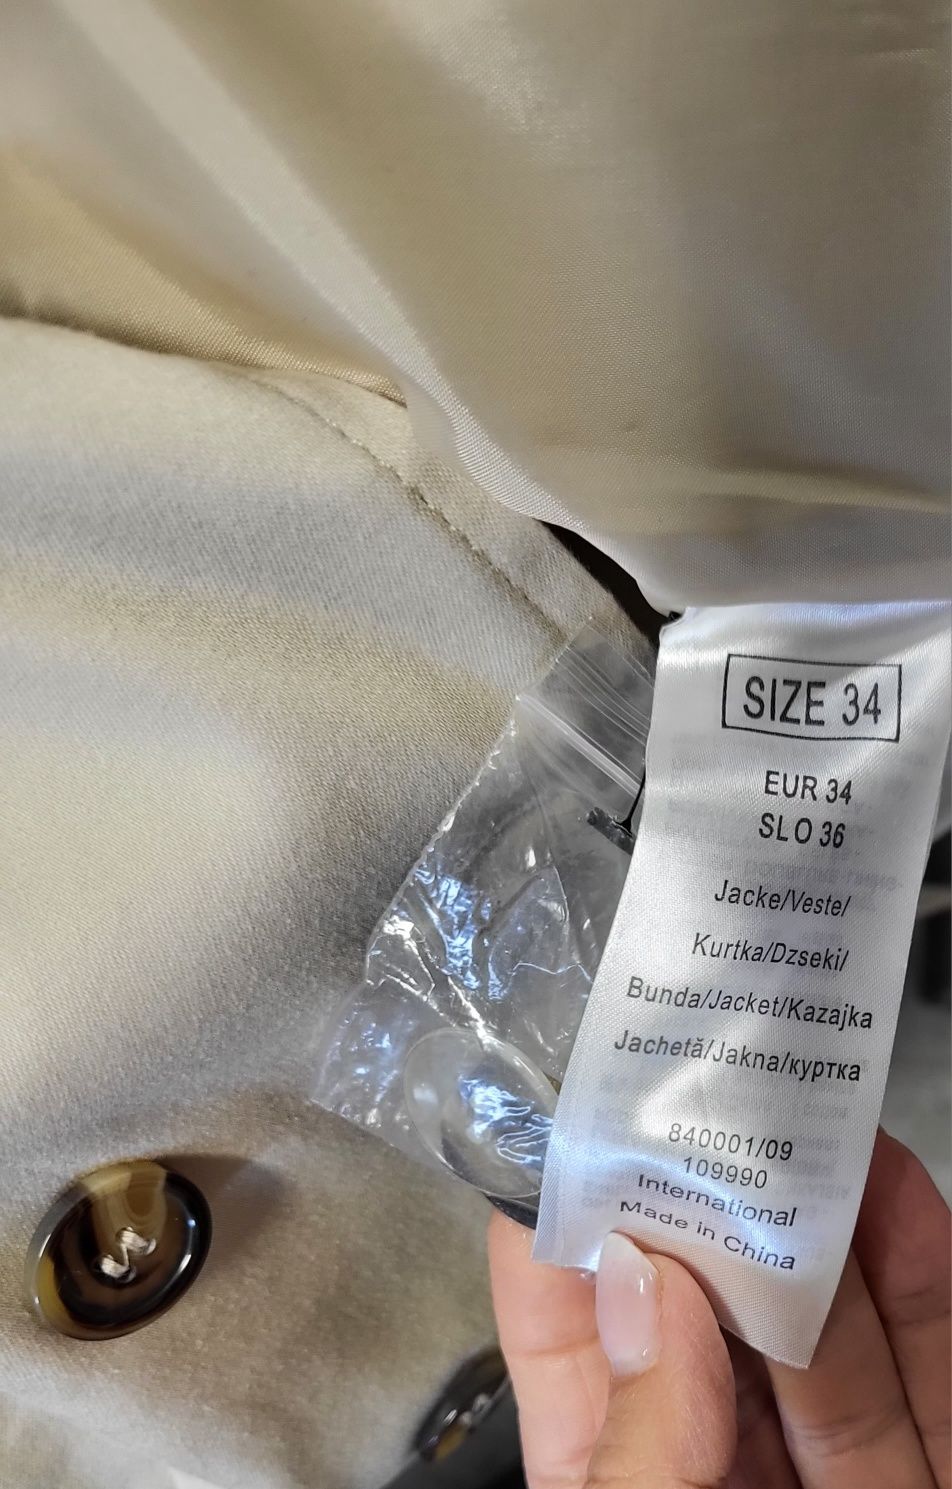 SIZE 34
EUR 34
SLO 36
Jacke/Veste/
Kurtka/Dzseki/
Bunda/Jacket/Kazajka
Jachetă/Jakna/куртка
840001/09
109990
International
Made in China